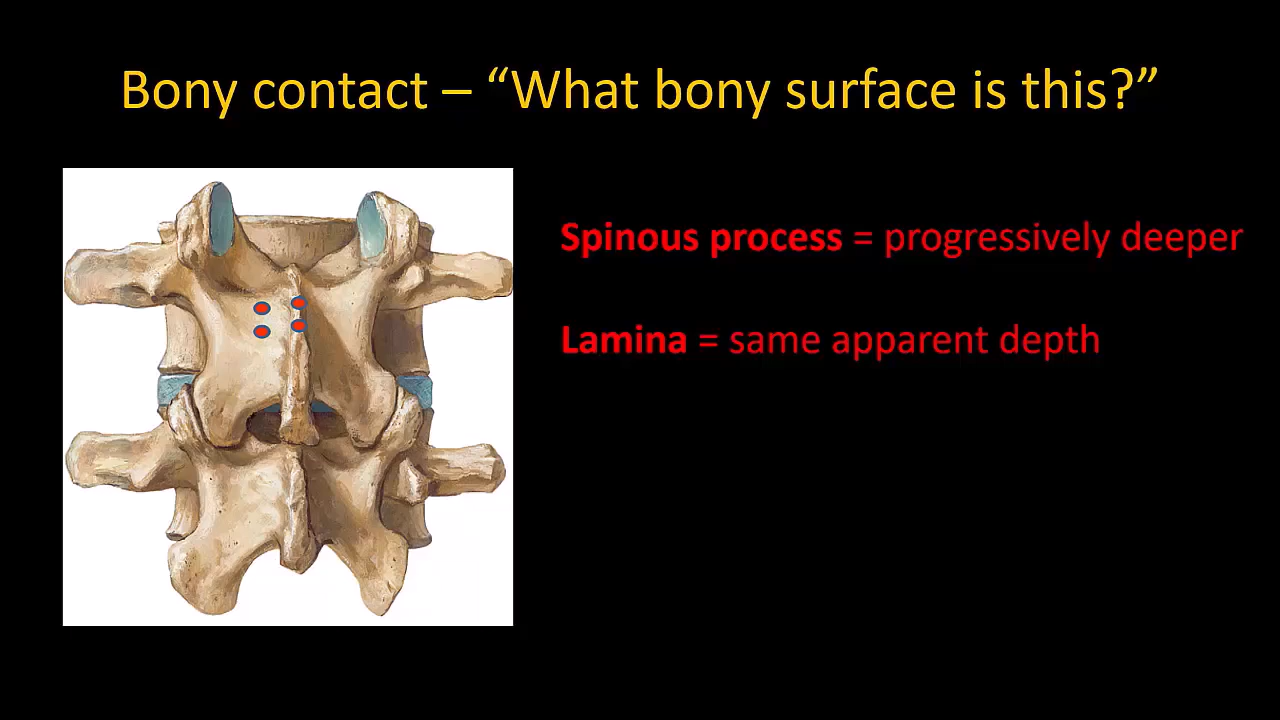 Bony contact – “What bony surface is this?”
Spinous process = progressively deeper
Lamina = same apparent depth